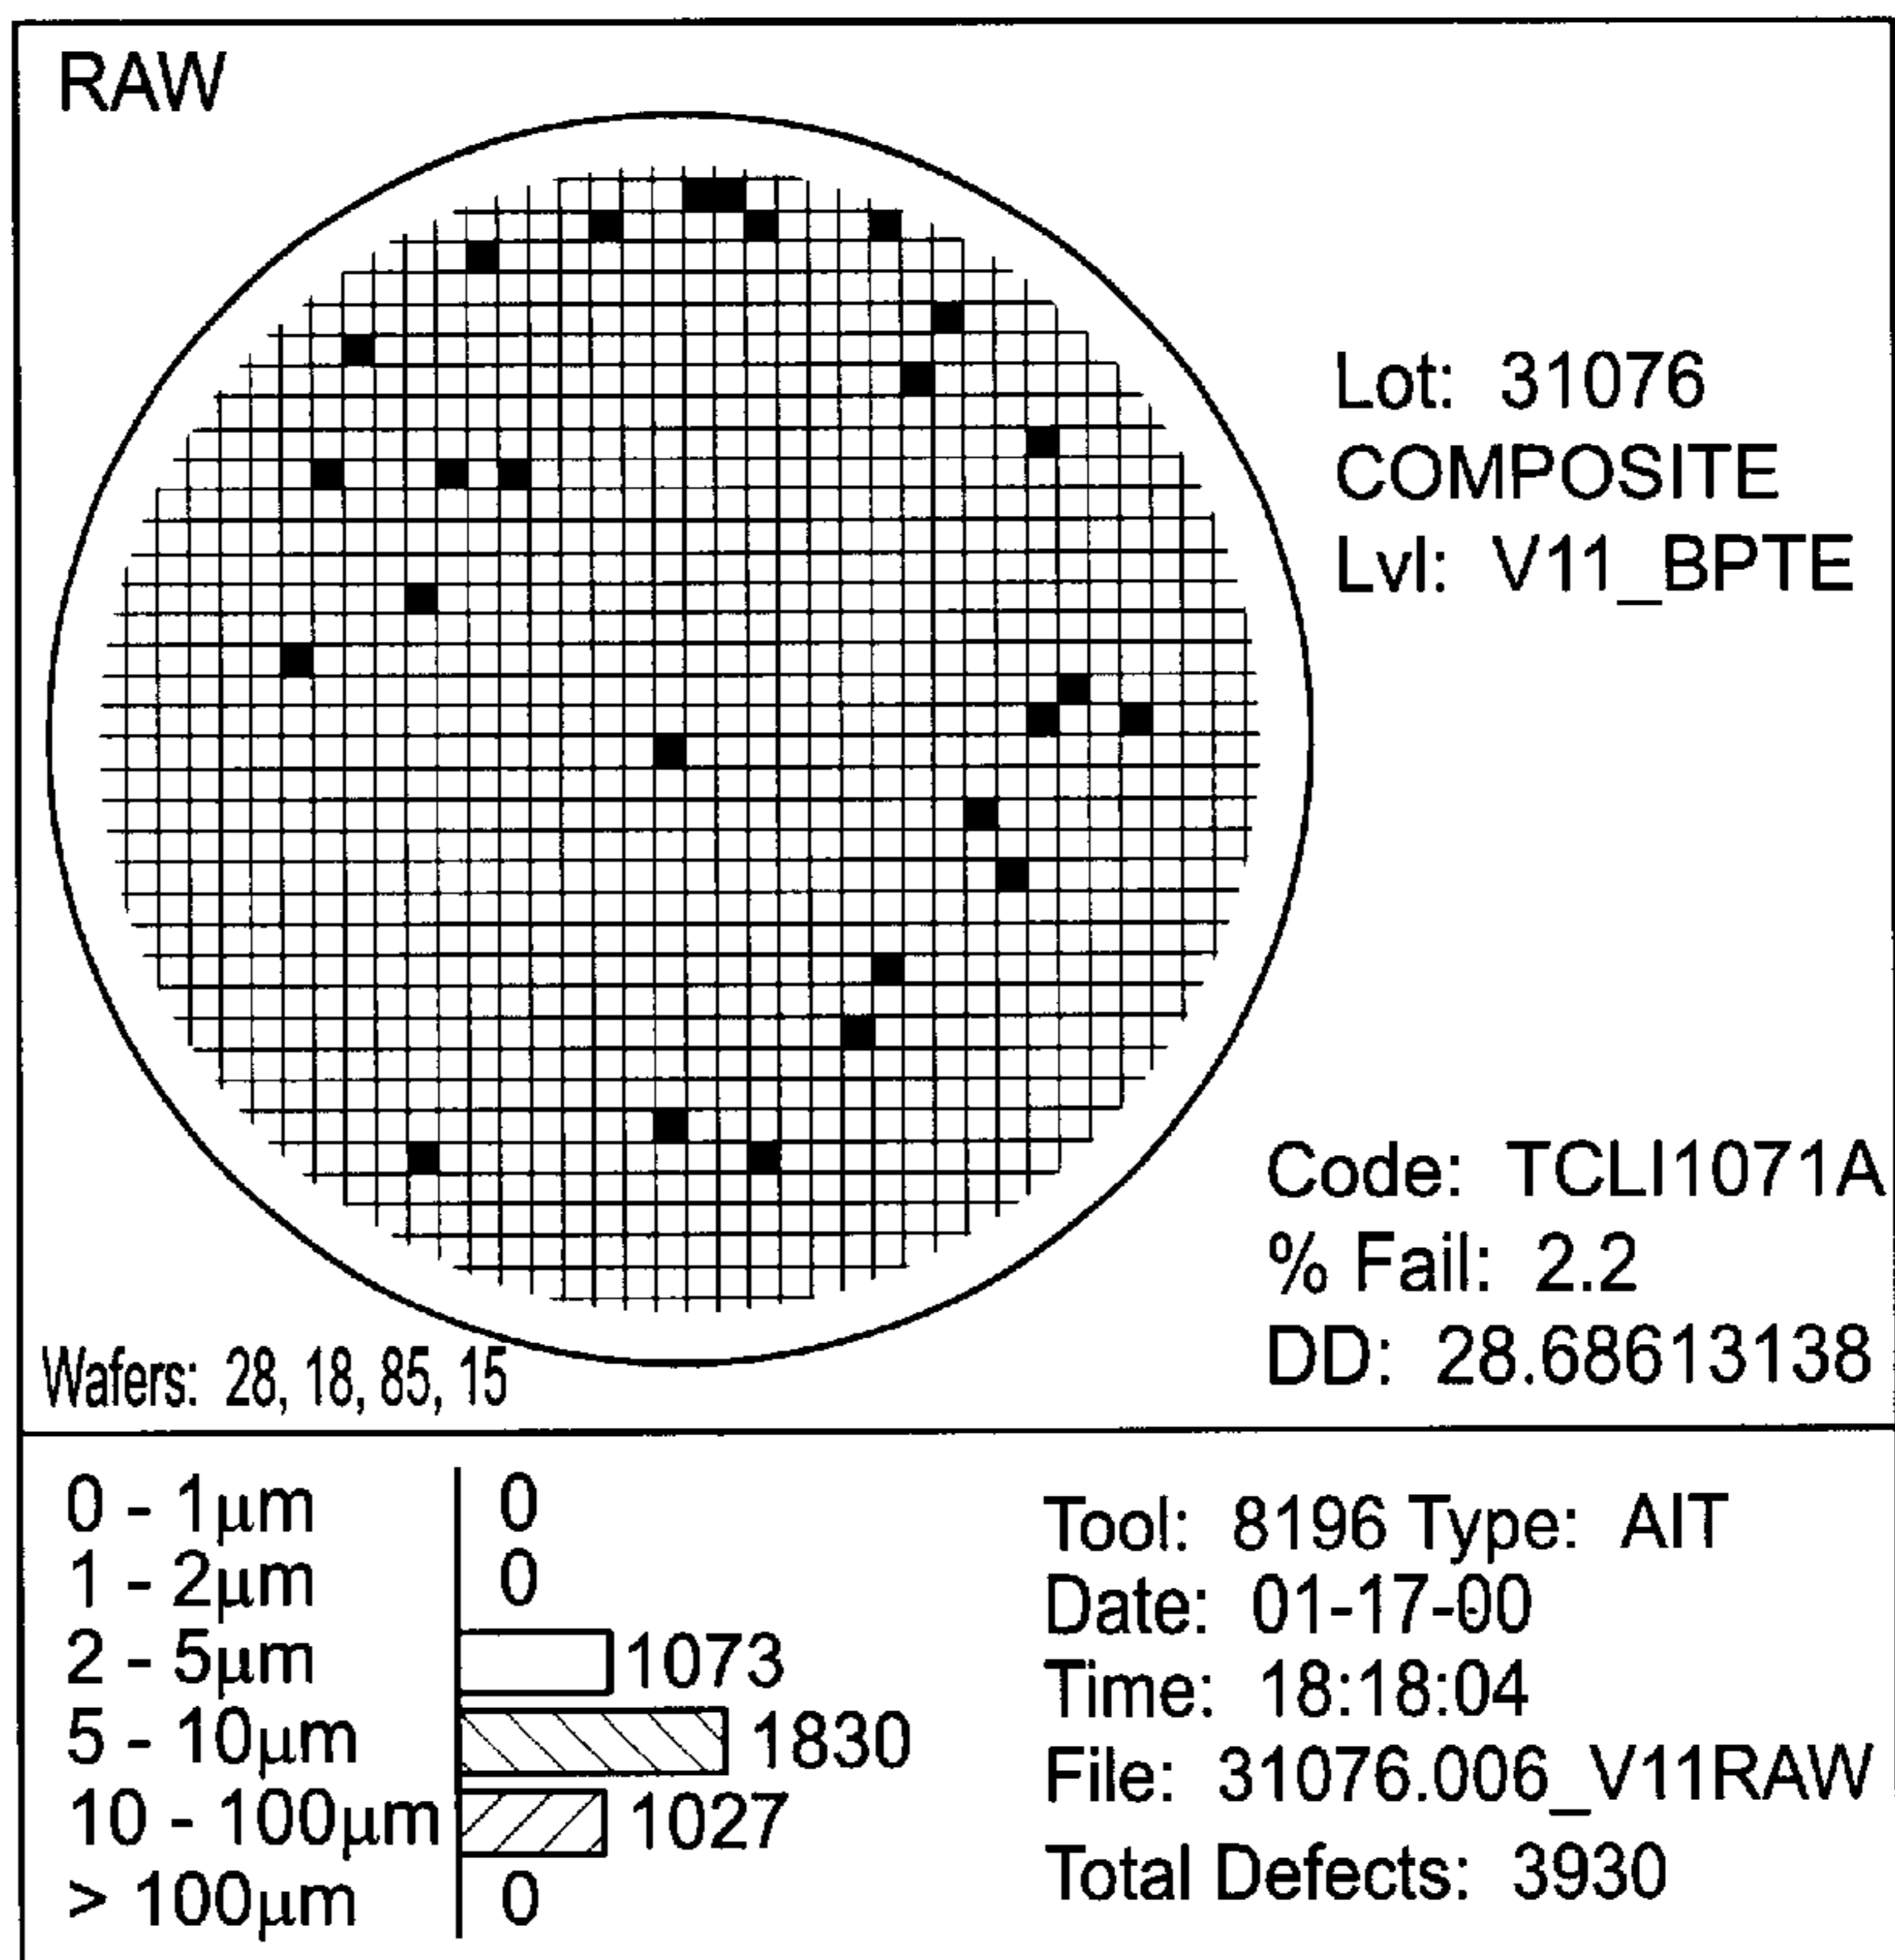 RAW
Lot: 31076
COMPOSITE
Lvl: V11_BPTE
Code: TCLI1071A
% Fail: 2.2
DD: 28.68613138
Wafers: 28, 18, 85, 15
0 - 1µm 0
1 - 2µm 0
2 - 5µm 1073
5 - 10µm 1830
10 - 100µm 1027
> 100µm 0
Tool: 8196 Type: AIT
Date: 01-17-00
Time: 18:18:04
File: 31076.006_V11RAW
Total Defects: 3930